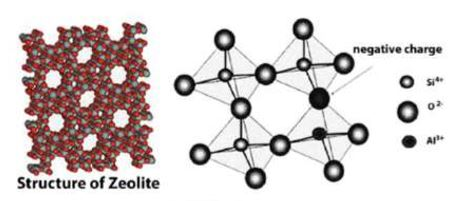 negative charge
Si⁴⁺
O²⁻
Al³⁺
Structure of Zeolite